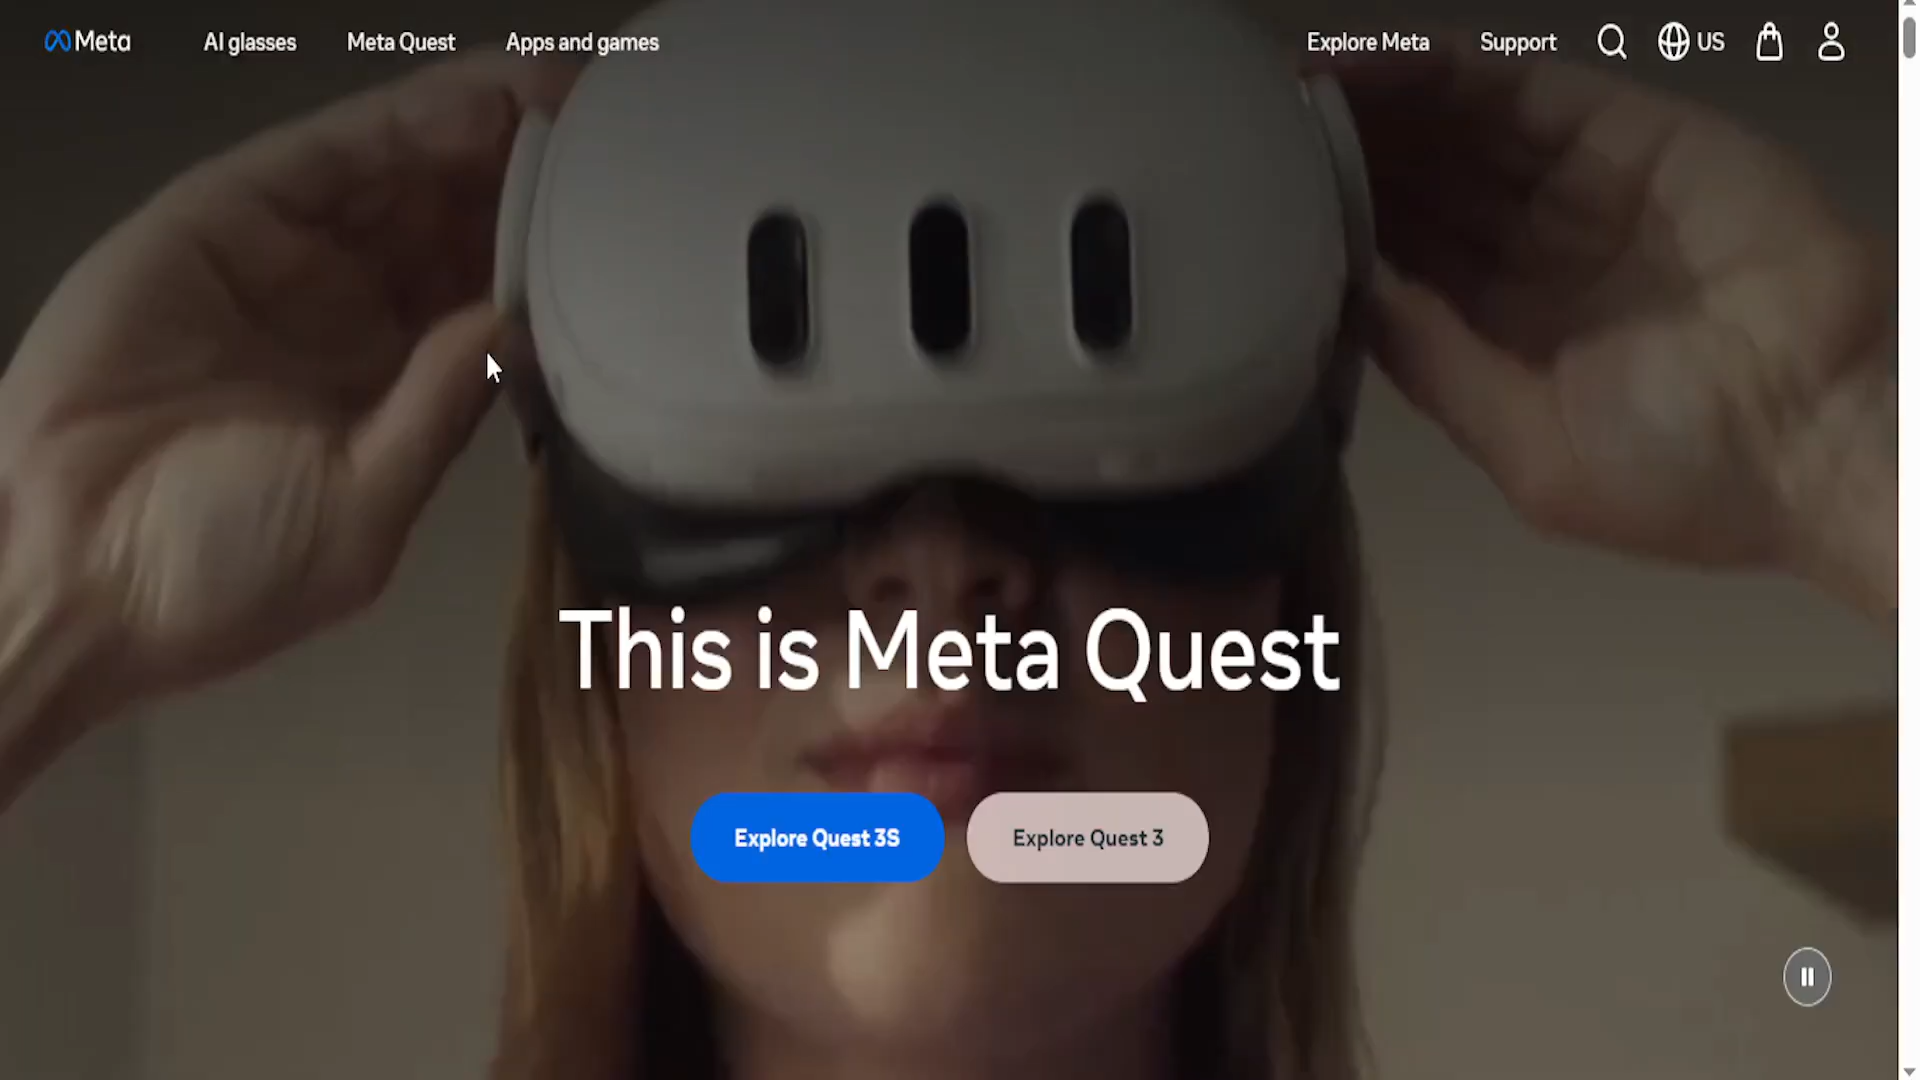 Meta
AI glasses
Meta Quest
Apps and games
Explore Meta
Support
US
This is Meta Quest
Explore Quest 3S
Explore Quest 3